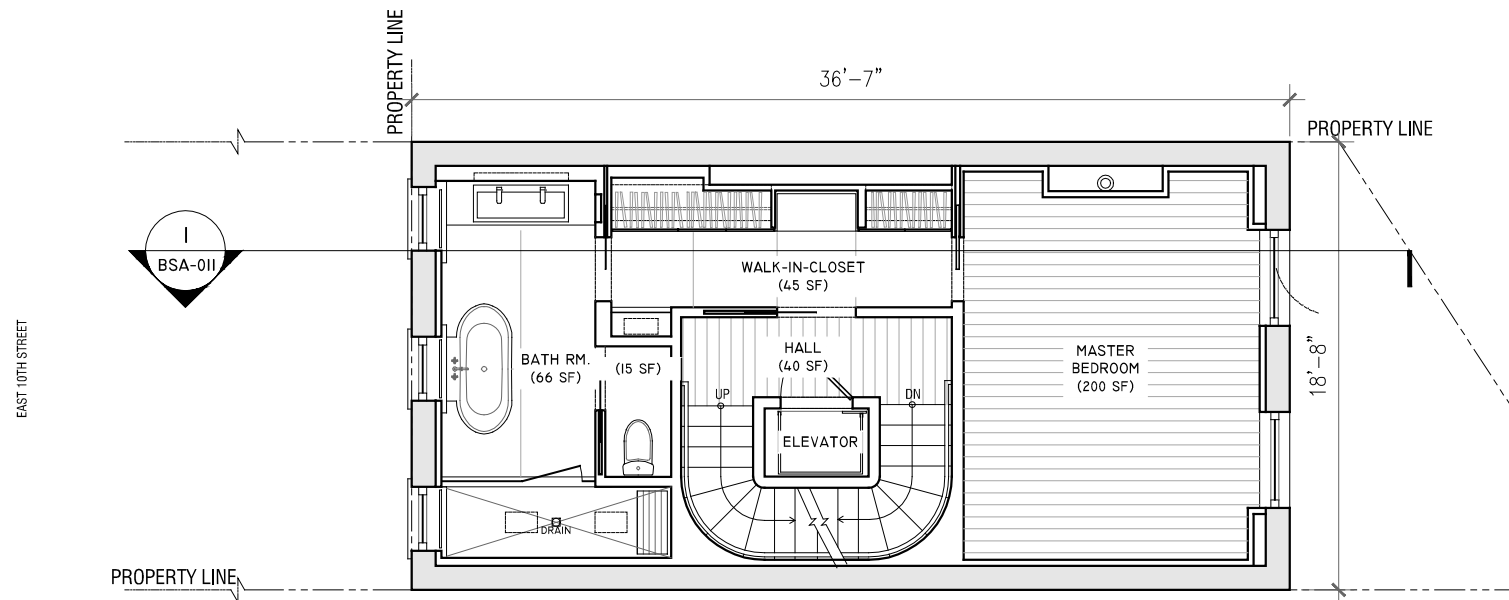 PROPERTY LINE
36'-7"
PROPERTY LINE
I
BSA-011
WALK-IN-CLOSET
(45 SF)
EAST 10TH STREET
BATH RM.
(66 SF)
(15 SF)
HALL
(40 SF)
MASTER
BEDROOM
(200 SF)
18'-8"
UP
DN
ELEVATOR
DRAIN
PROPERTY LINE